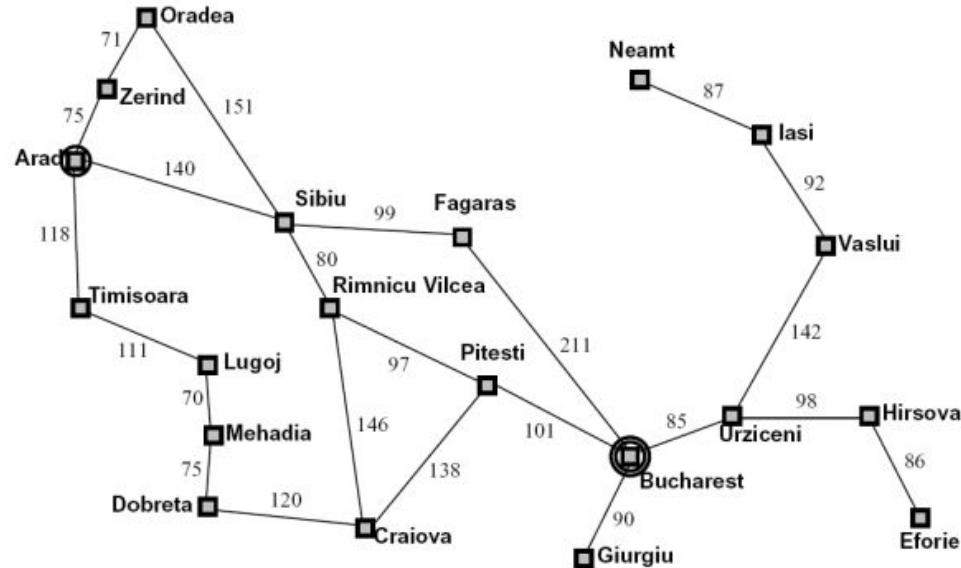 Oradea
71
Neamt
Zerind
87
75
151
Iasi
Arad
140
92
Sibiu
Fagaras
99
118
Vaslui
80
Timisoara
Rimnicu Vilcea
142
111
Pitesti
211
Lugoj
97
70
98
Hirsova
85
Urziceni
Mehadia
146
101
138
86
75
Bucharest
Dobreta
120
90
Craiova
Eforie
Giurgiu